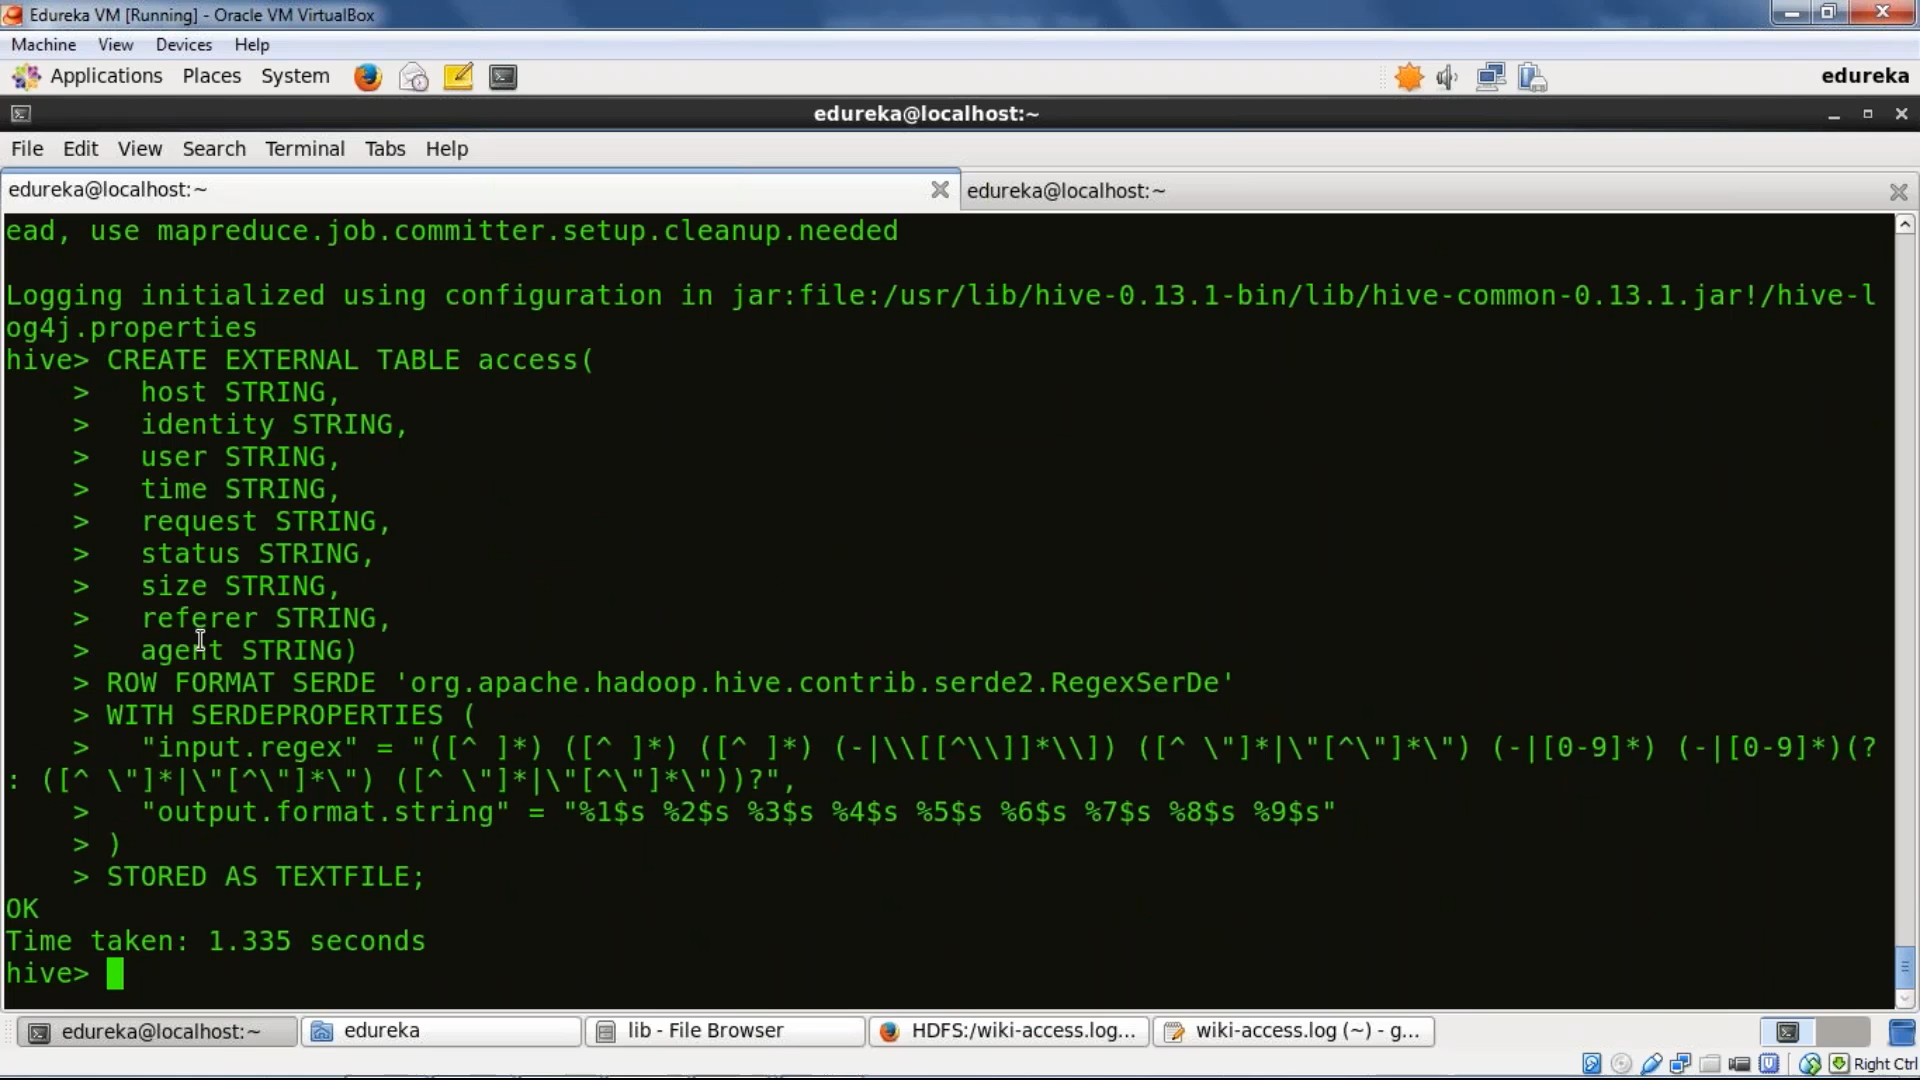 Edureka VM [Running] - Oracle VM VirtualBox
Machine View Devices Help
Applications Places System edureka
edureka@localhost:~
File Edit View Search Terminal Tabs Help
edureka@localhost:~ edureka@localhost:~
ead, use mapreduce.job.committer.setup.cleanup.needed
Logging initialized using configuration in jar:file:/usr/lib/hive-0.13.1-bin/lib/hive-common-0.13.1.jar!/hive-l
og4j.properties
hive> CREATE EXTERNAL TABLE access(
    >   host STRING,
    >   identity STRING,
    >   user STRING,
    >   time STRING,
    >   request STRING,
    >   status STRING,
    >   size STRING,
    >   referer STRING,
    >   agent STRING)
    > ROW FORMAT SERDE 'org.apache.hadoop.hive.contrib.serde2.RegexSerDe'
    > WITH SERDEPROPERTIES (
    >   "input.regex" = "([^ ]*) ([^ ]*) ([^ ]*) (-|\\[[^\\]]*\\]) ([^ \"]*|\"[^\"]*\") (-|[0-9]*) (-|[0-9]*)(?
: ([^ \"]*|\"[^\"]*\") ([^ \"]*|\"[^\"]*\"))?",
    >   "output.format.string" = "%1$s %2$s %3$s %4$s %5$s %6$s %7$s %8$s %9$s"
    > )
    > STORED AS TEXTFILE;
OK
Time taken: 1.335 seconds
hive>
edureka@localhost:~ edureka lib - File Browser HDFS:/wiki-access.log... wiki-access.log (~) - g...
Right Ctrl